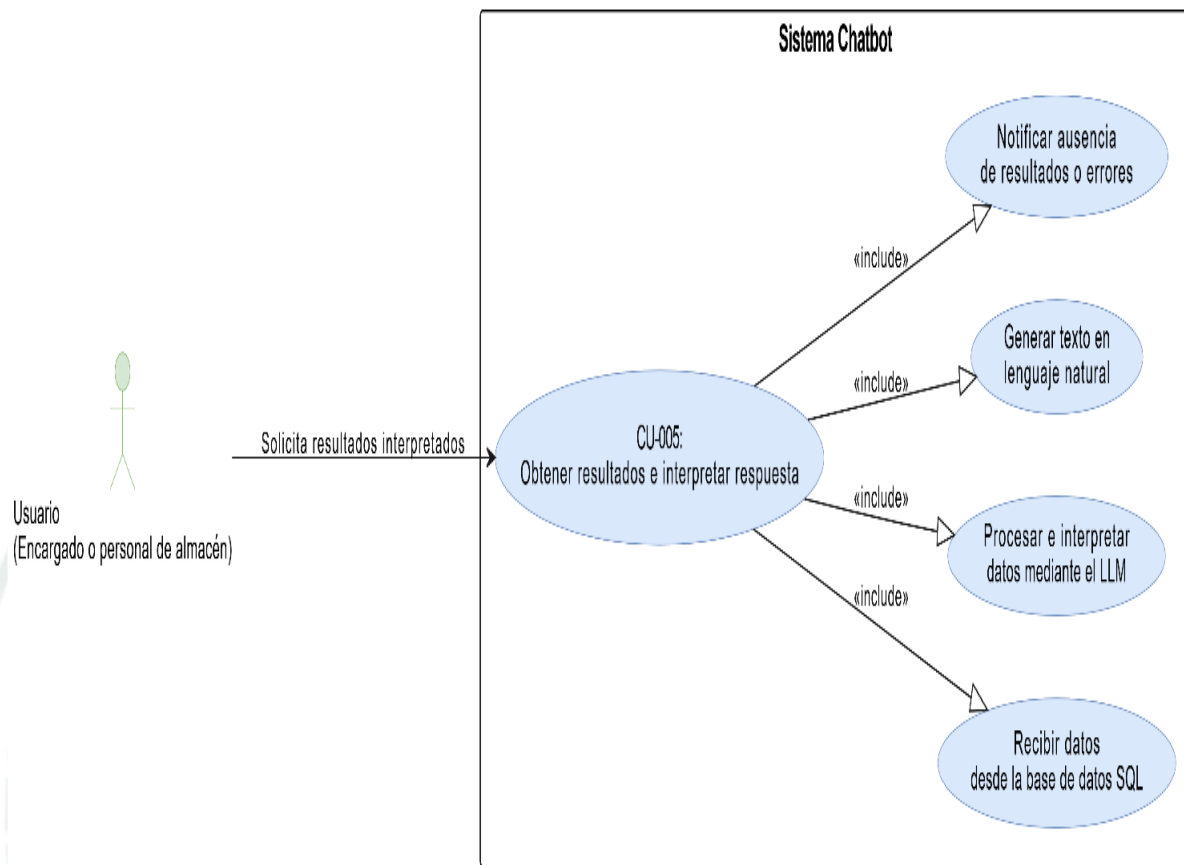 Sistema Chatbot
Notificar ausencia
de resultados o errores
«include»
Generar texto en
lenguaje natural
«include»
Solicita resultados interpretados
CU-005:
Obtener resultados e interpretar respuesta
«include»
Procesar e interpretar
datos mediante el LLM
Usuario
(Encargado o personal de almacén)
«include»
Recibir datos
desde la base de datos SQL